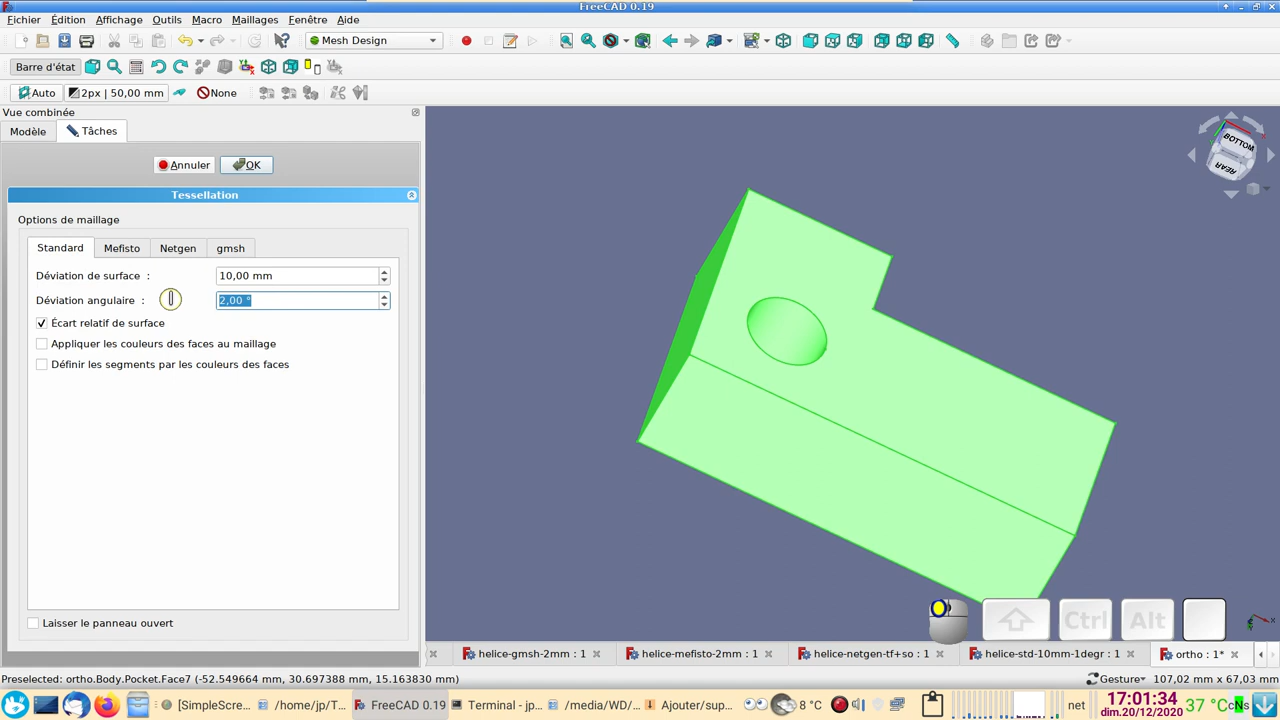 FreeCAD 0.19
Fichier Édition Affichage Outils Macro Maillages Fenêtre Aide
Mesh Design
Barre d'état
Auto 2px | 50,00 mm None
Vue combinée
Modèle Tâches
Annuler OK
Tessellation
Options de maillage
Standard Mefisto Netgen gmsh
Déviation de surface : 10,00 mm
Déviation angulaire : 2,00 °
Écart relatif de surface
Appliquer les couleurs des faces au maillage
Définir les segments par les couleurs des faces
Laisser le panneau ouvert
BOTTOM
REAR
Ctrl Alt
helice-gmsh-2mm : 1 helice-mefisto-2mm : 1 helice-netgen-tf+so : 1 helice-std-10mm-1degr : 1 ortho : 1*
Preselected: ortho.Body.Pocket.Face7 (-52.549664 mm, 30.697388 mm, 15.163830 mm) Gesture 107,02 mm x 67,03 mm
[SimpleScre... /home/jp/T... FreeCAD 0.19 Terminal - jp... /media/WD/... Ajouter/sup... 8 °C net 17:01:34 dim.20/12/2020 37 °C